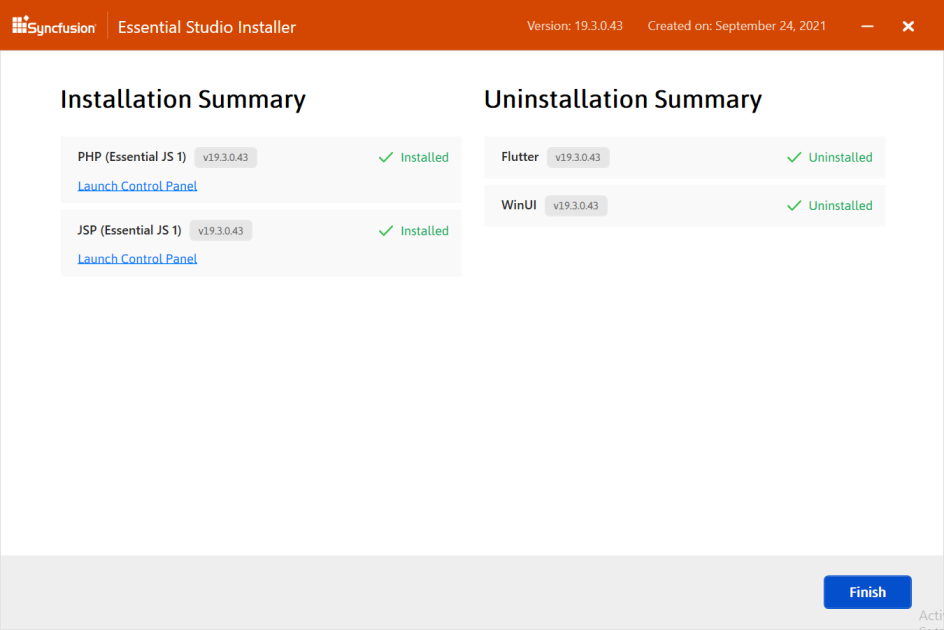 Syncfusion Essential Studio Installer Version: 19.3.0.43 Created on: September 24, 2021
Installation Summary
PHP (Essential JS 1) v19.3.0.43 Installed
Launch Control Panel
JSP (Essential JS 1) v19.3.0.43 Installed
Launch Control Panel
Uninstallation Summary
Flutter v19.3.0.43 Uninstalled
WinUI v19.3.0.43 Uninstalled
Finish